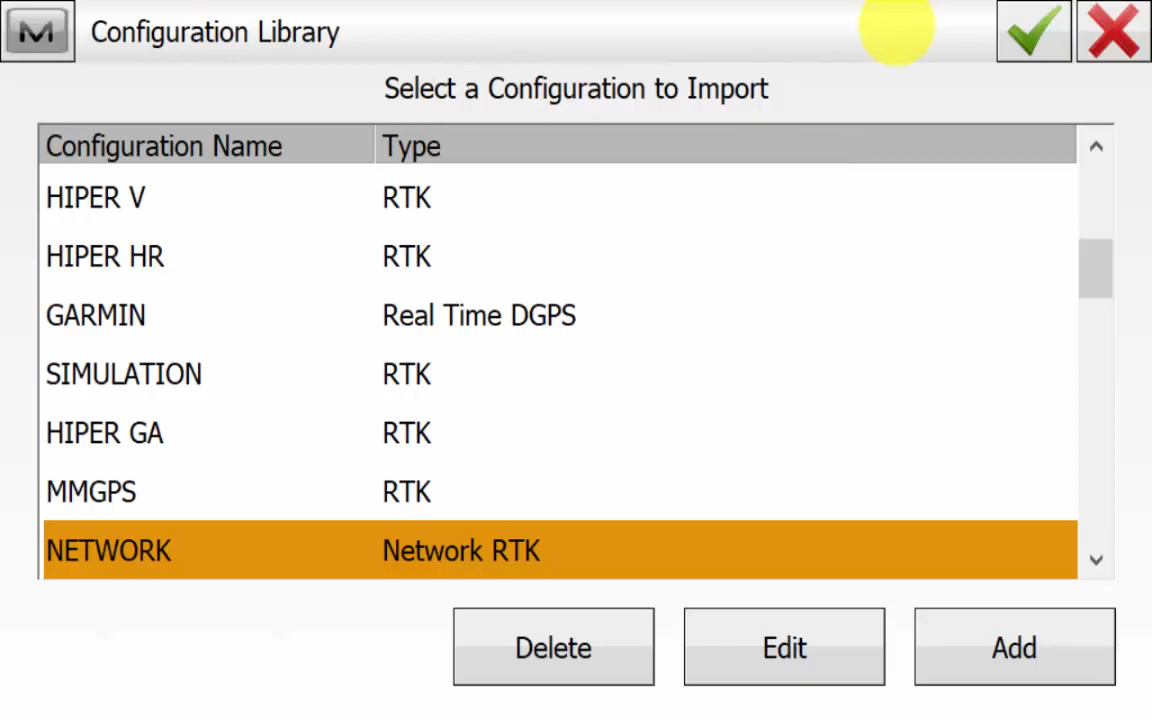 M Configuration Library
Select a Configuration to Import
Configuration Name Type
HIPER V RTK
HIPER HR RTK
GARMIN Real Time DGPS
SIMULATION RTK
HIPER GA RTK
MMGPS RTK
NETWORK Network RTK
Delete Edit Add